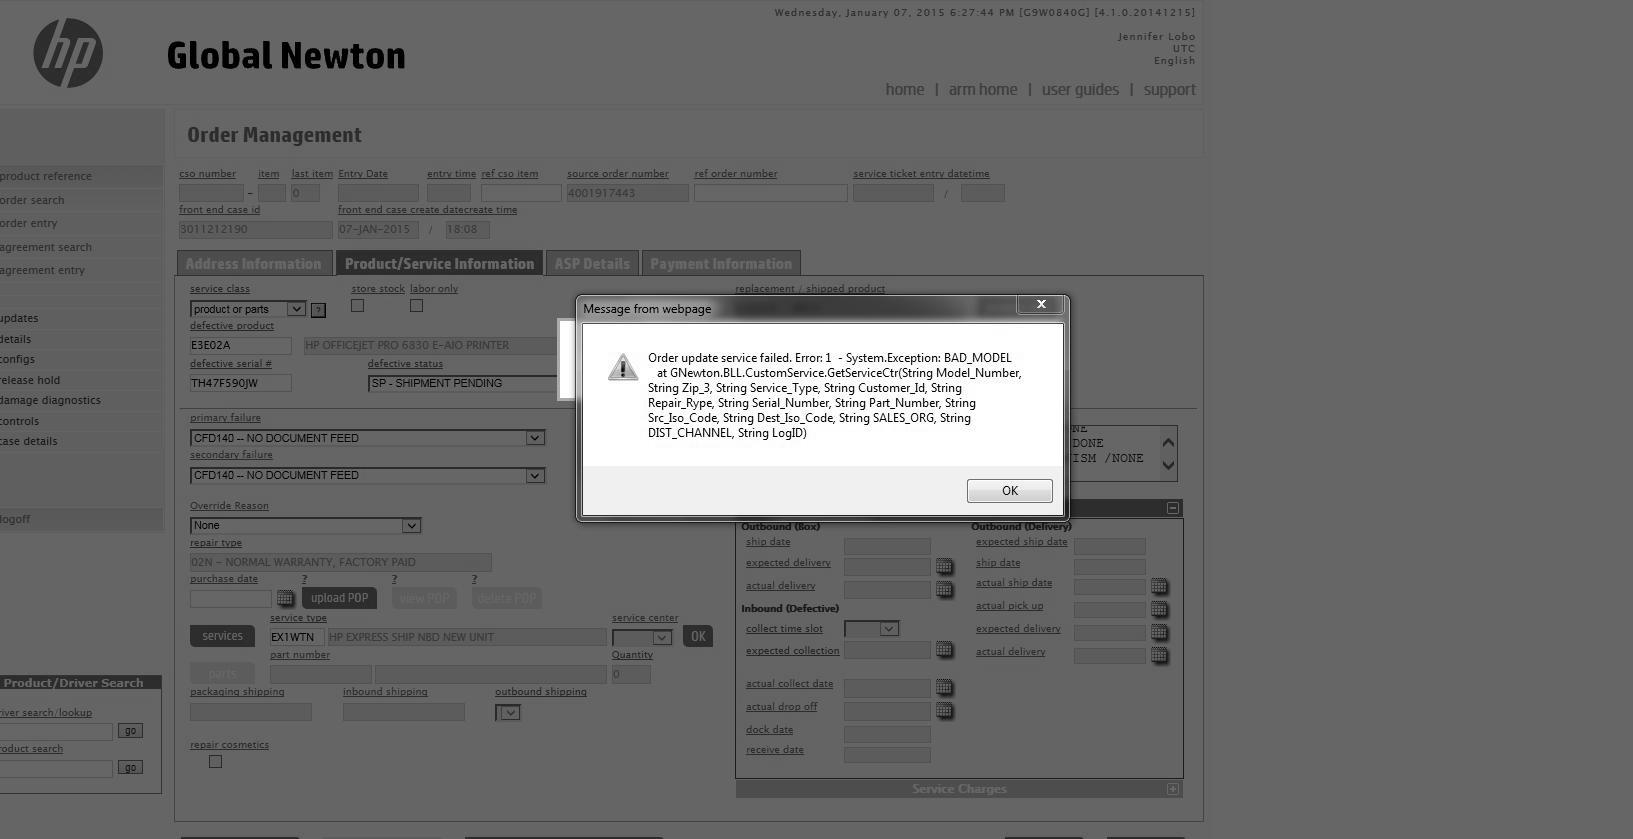 Wednesday, January 07, 2015 6:27:44 PM [G9W0840G] [4.1.0.20141215]
hp
Global Newton
Jennifer Lobo
UTC
English
home | arm home | user guides | support
Order Management
product reference
order search
order entry
agreement search
agreement entry
updates
details
configs
release hold
damage diagnostics
controls
case details
logoff
cso number item last item Entry Date entry time ref cso item source order number ref order number service ticket entry datetime
- 0 4001917443 /
front end case id front end case create date create time
3011212190 07-JAN-2015 / 18:08
Address Information Product/Service Information ASP Details Payment Information
service class store stock labor only replacement / shipped product
product or parts ?
defective product
E3E02A HP OFFICEJET PRO 6830 E-AIO PRINTER
defective serial # defective status
TH47F590JW SP - SHIPMENT PENDING
Message from webpage
x
Order update service failed. Error: 1 - System.Exception: BAD_MODEL
at GNewton.BLL.CustomService.GetServiceCtr(String Model_Number,
String Zip_3, String Service_Type, String Customer_Id, String
Repair_Rype, String Serial_Number, String Part_Number, String
Src_Iso_Code, String Dest_Iso_Code, String SALES_ORG, String
DIST_CHANNEL, String LogID)
OK
primary failure
CFD140 -- NO DOCUMENT FEED
secondary failure
CFD140 -- NO DOCUMENT FEED
NE
DONE
ISM /NONE
Override Reason
None
repair type
02N - NORMAL WARRANTY, FACTORY PAID
purchase date ? ? ?
upload POP view POP delete POP
service type service center
services EX1WTN HP EXPRESS SHIP NBD NEW UNIT OK
part number Quantity
parts 0
packaging shipping inbound shipping outbound shipping
repair cosmetics
Outbound (Box)
ship date
expected delivery
actual delivery
Inbound (Defective)
collect time slot
expected collection
actual collect date
actual drop off
dock date
receive date
Outbound (Delivery)
expected ship date
ship date
actual ship date
actual pick up
expected delivery
actual delivery
Service Charges
Product/Driver Search
river search/lookup
go
roduct search
go